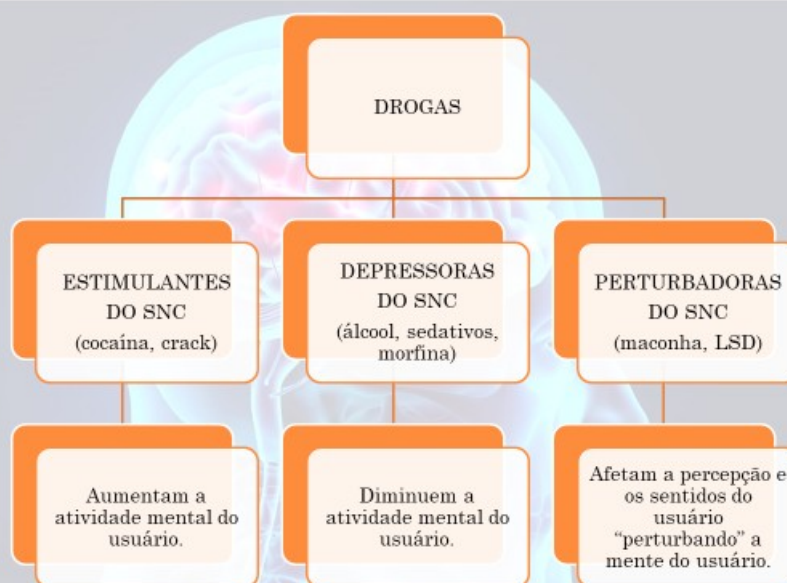 DROGAS
ESTIMULANTES
DO SNC
(cocaína, crack)
DEPRESSORAS
DO SNC
(álcool, sedativos,
morfina)
PERTURBADORAS
DO SNC
(maconha, LSD)
Aumentam a
atividade mental do
usuário.
Diminuem a
atividade mental do
usuário.
Afetam a percepção e
os sentidos do
usuário
“perturbando” a
mente do usuário.